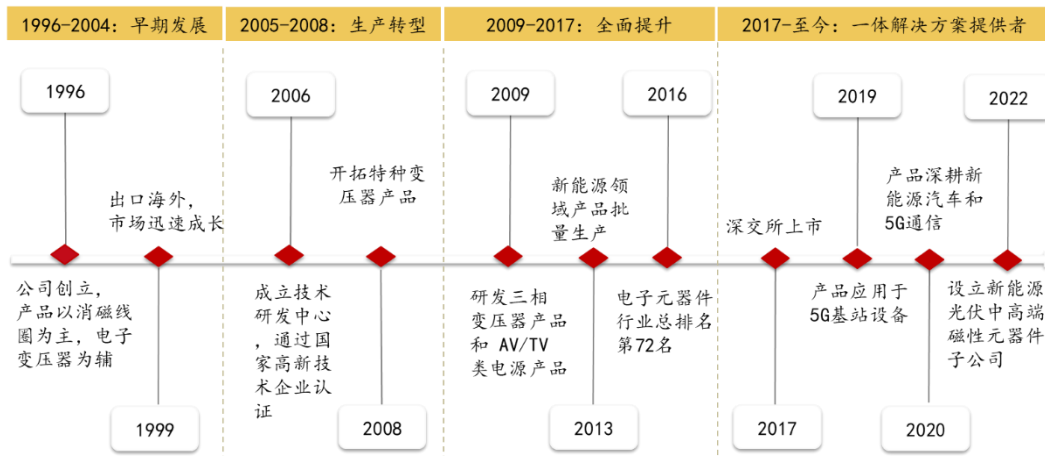 1996-2004: 早期发展
2005-2008: 生产转型
2009-2017: 全面提升
2017-至今: 一体解决方案提供者
1996
2006
2009
2016
2019
2022
出口海外，
市场迅速成长
开拓特种变
压器产品
新能源领
域产品批
量生产
深交所上市
产品深耕新
能源汽车和
5G通信
公司创立，
产品以消磁线
圈为主，电子
变压器为辅
成立技术
研发中心
，通过国
家高新技
术企业认
证
研发三相
变压器产品
和 AV/TV
类电源产品
电子元器件
行业总排名
第72名
产品应用于
5G基站设备
设立新能源
光伏中高端
磁性元器件
子公司
1999
2008
2013
2017
2020